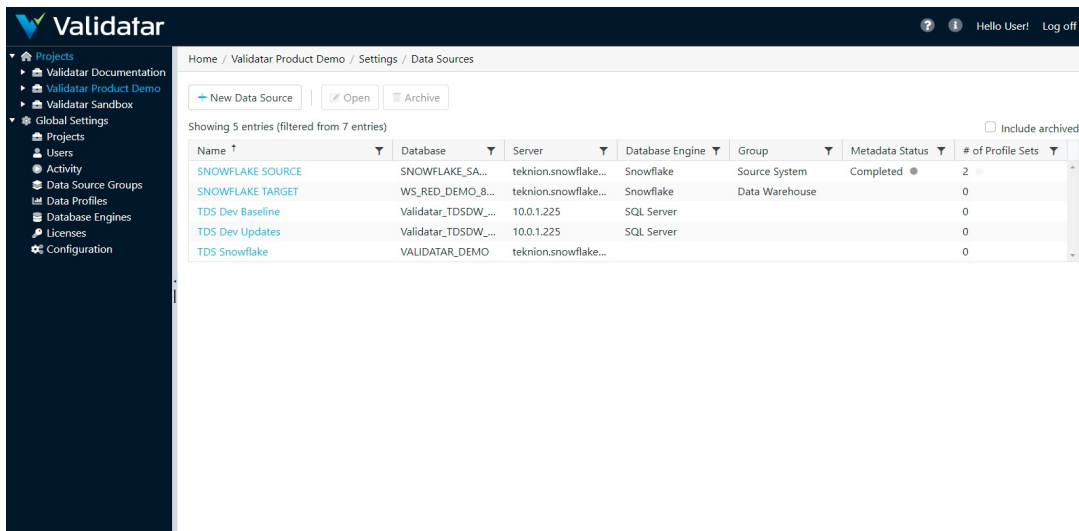 Validatar
Hello User! Log off
Projects
Validatar Documentation
Validatar Product Demo
Validatar Sandbox
Global Settings
Projects
Users
Activity
Data Source Groups
Data Profiles
Database Engines
Licenses
Configuration
Home / Validatar Product Demo / Settings / Data Sources
+ New Data Source Open Archive
Showing 5 entries (filtered from 7 entries) Include archived
Name ↑ Database Server Database Engine Group Metadata Status # of Profile Sets
SNOWFLAKE SOURCE SNOWFLAKE_SA... teknion.snowflake... Snowflake Source System Completed 2
SNOWFLAKE TARGET WS_RED_DEMO_8... teknion.snowflake... Snowflake Data Warehouse 0
TDS Dev Baseline Validatar_TDSDW_... 10.0.1.225 SQL Server 0
TDS Dev Updates Validatar_TDSDW_... 10.0.1.225 SQL Server 0
TDS Snowflake VALIDATAR_DEMO teknion.snowflake... 0